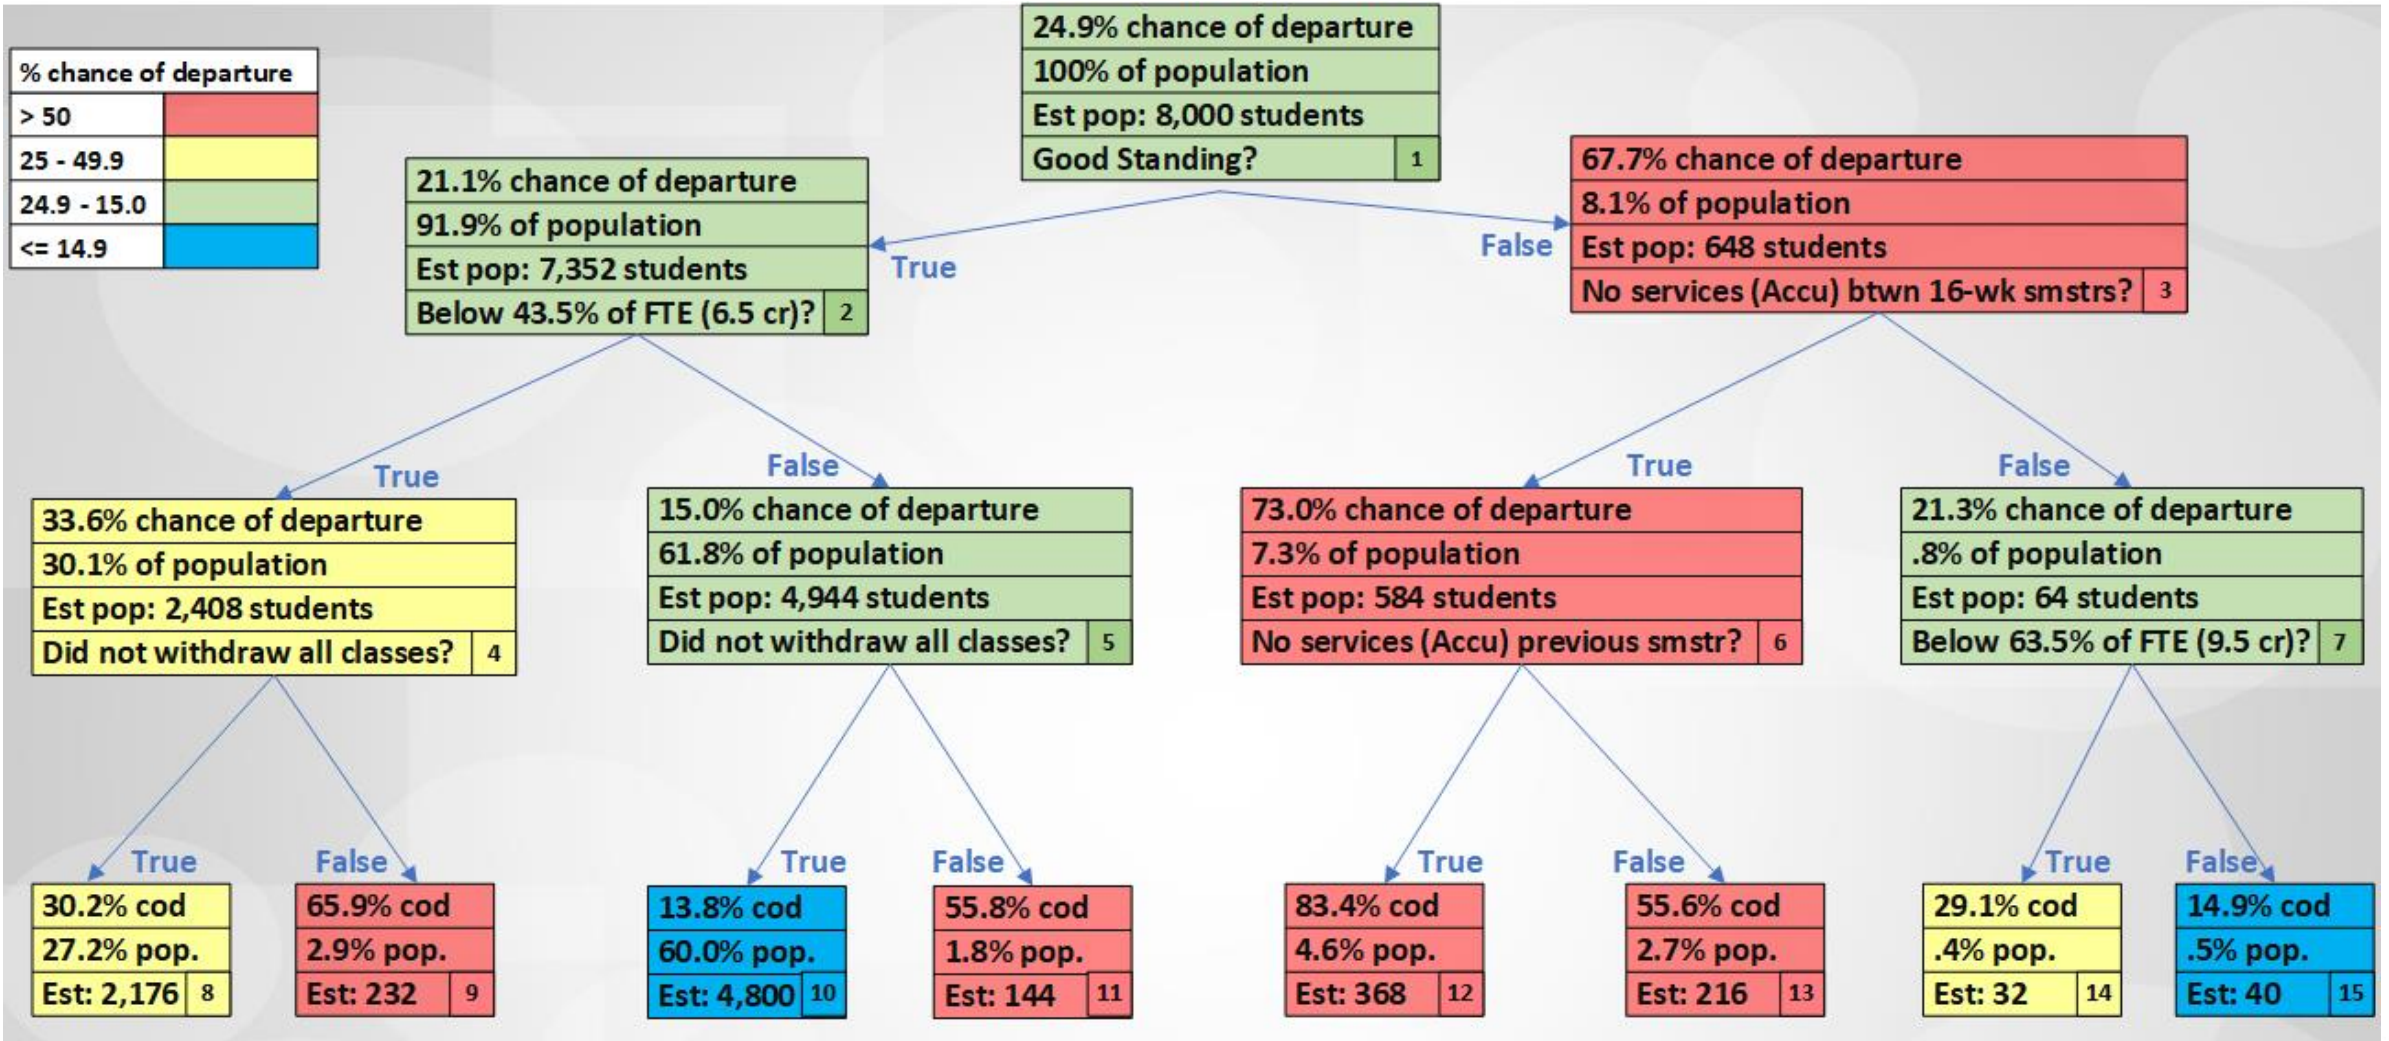 % chance of departure
> 50
25 - 49.9
24.9 - 15.0
<= 14.9
24.9% chance of departure
100% of population
Est pop: 8,000 students
Good Standing? 1
21.1% chance of departure
91.9% of population
Est pop: 7,352 students
Below 43.5% of FTE (6.5 cr)? 2
True
False
67.7% chance of departure
8.1% of population
Est pop: 648 students
No services (Accu) btwn 16-wk smstrs? 3
True
False
True
False
33.6% chance of departure
30.1% of population
Est pop: 2,408 students
Did not withdraw all classes? 4
15.0% chance of departure
61.8% of population
Est pop: 4,944 students
Did not withdraw all classes? 5
73.0% chance of departure
7.3% of population
Est pop: 584 students
No services (Accu) previous smstr? 6
21.3% chance of departure
.8% of population
Est pop: 64 students
Below 63.5% of FTE (9.5 cr)? 7
True
False
True
False
True
False
True
False
30.2% cod
27.2% pop.
Est: 2,176 8
65.9% cod
2.9% pop.
Est: 232 9
13.8% cod
60.0% pop.
Est: 4,800 10
55.8% cod
1.8% pop.
Est: 144 11
83.4% cod
4.6% pop.
Est: 368 12
55.6% cod
2.7% pop.
Est: 216 13
29.1% cod
.4% pop.
Est: 32 14
14.9% cod
.5% pop.
Est: 40 15